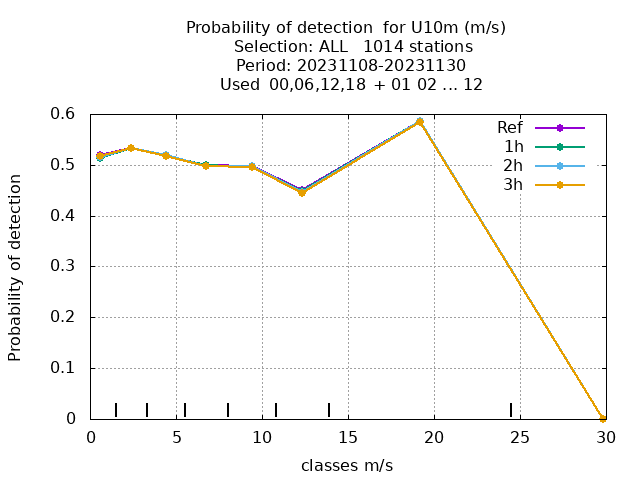 Probability of detection  for U10m (m/s)
Selection: ALL   1014 stations
Period: 20231108-20231130
Used  00,06,12,18  + 01 02 ... 12
Ref
1h
2h
3h
0.6
0.5
0.4
0.3
0.2
0.1
0
Probability of detection
0 5 10 15 20 25 30
classes m/s